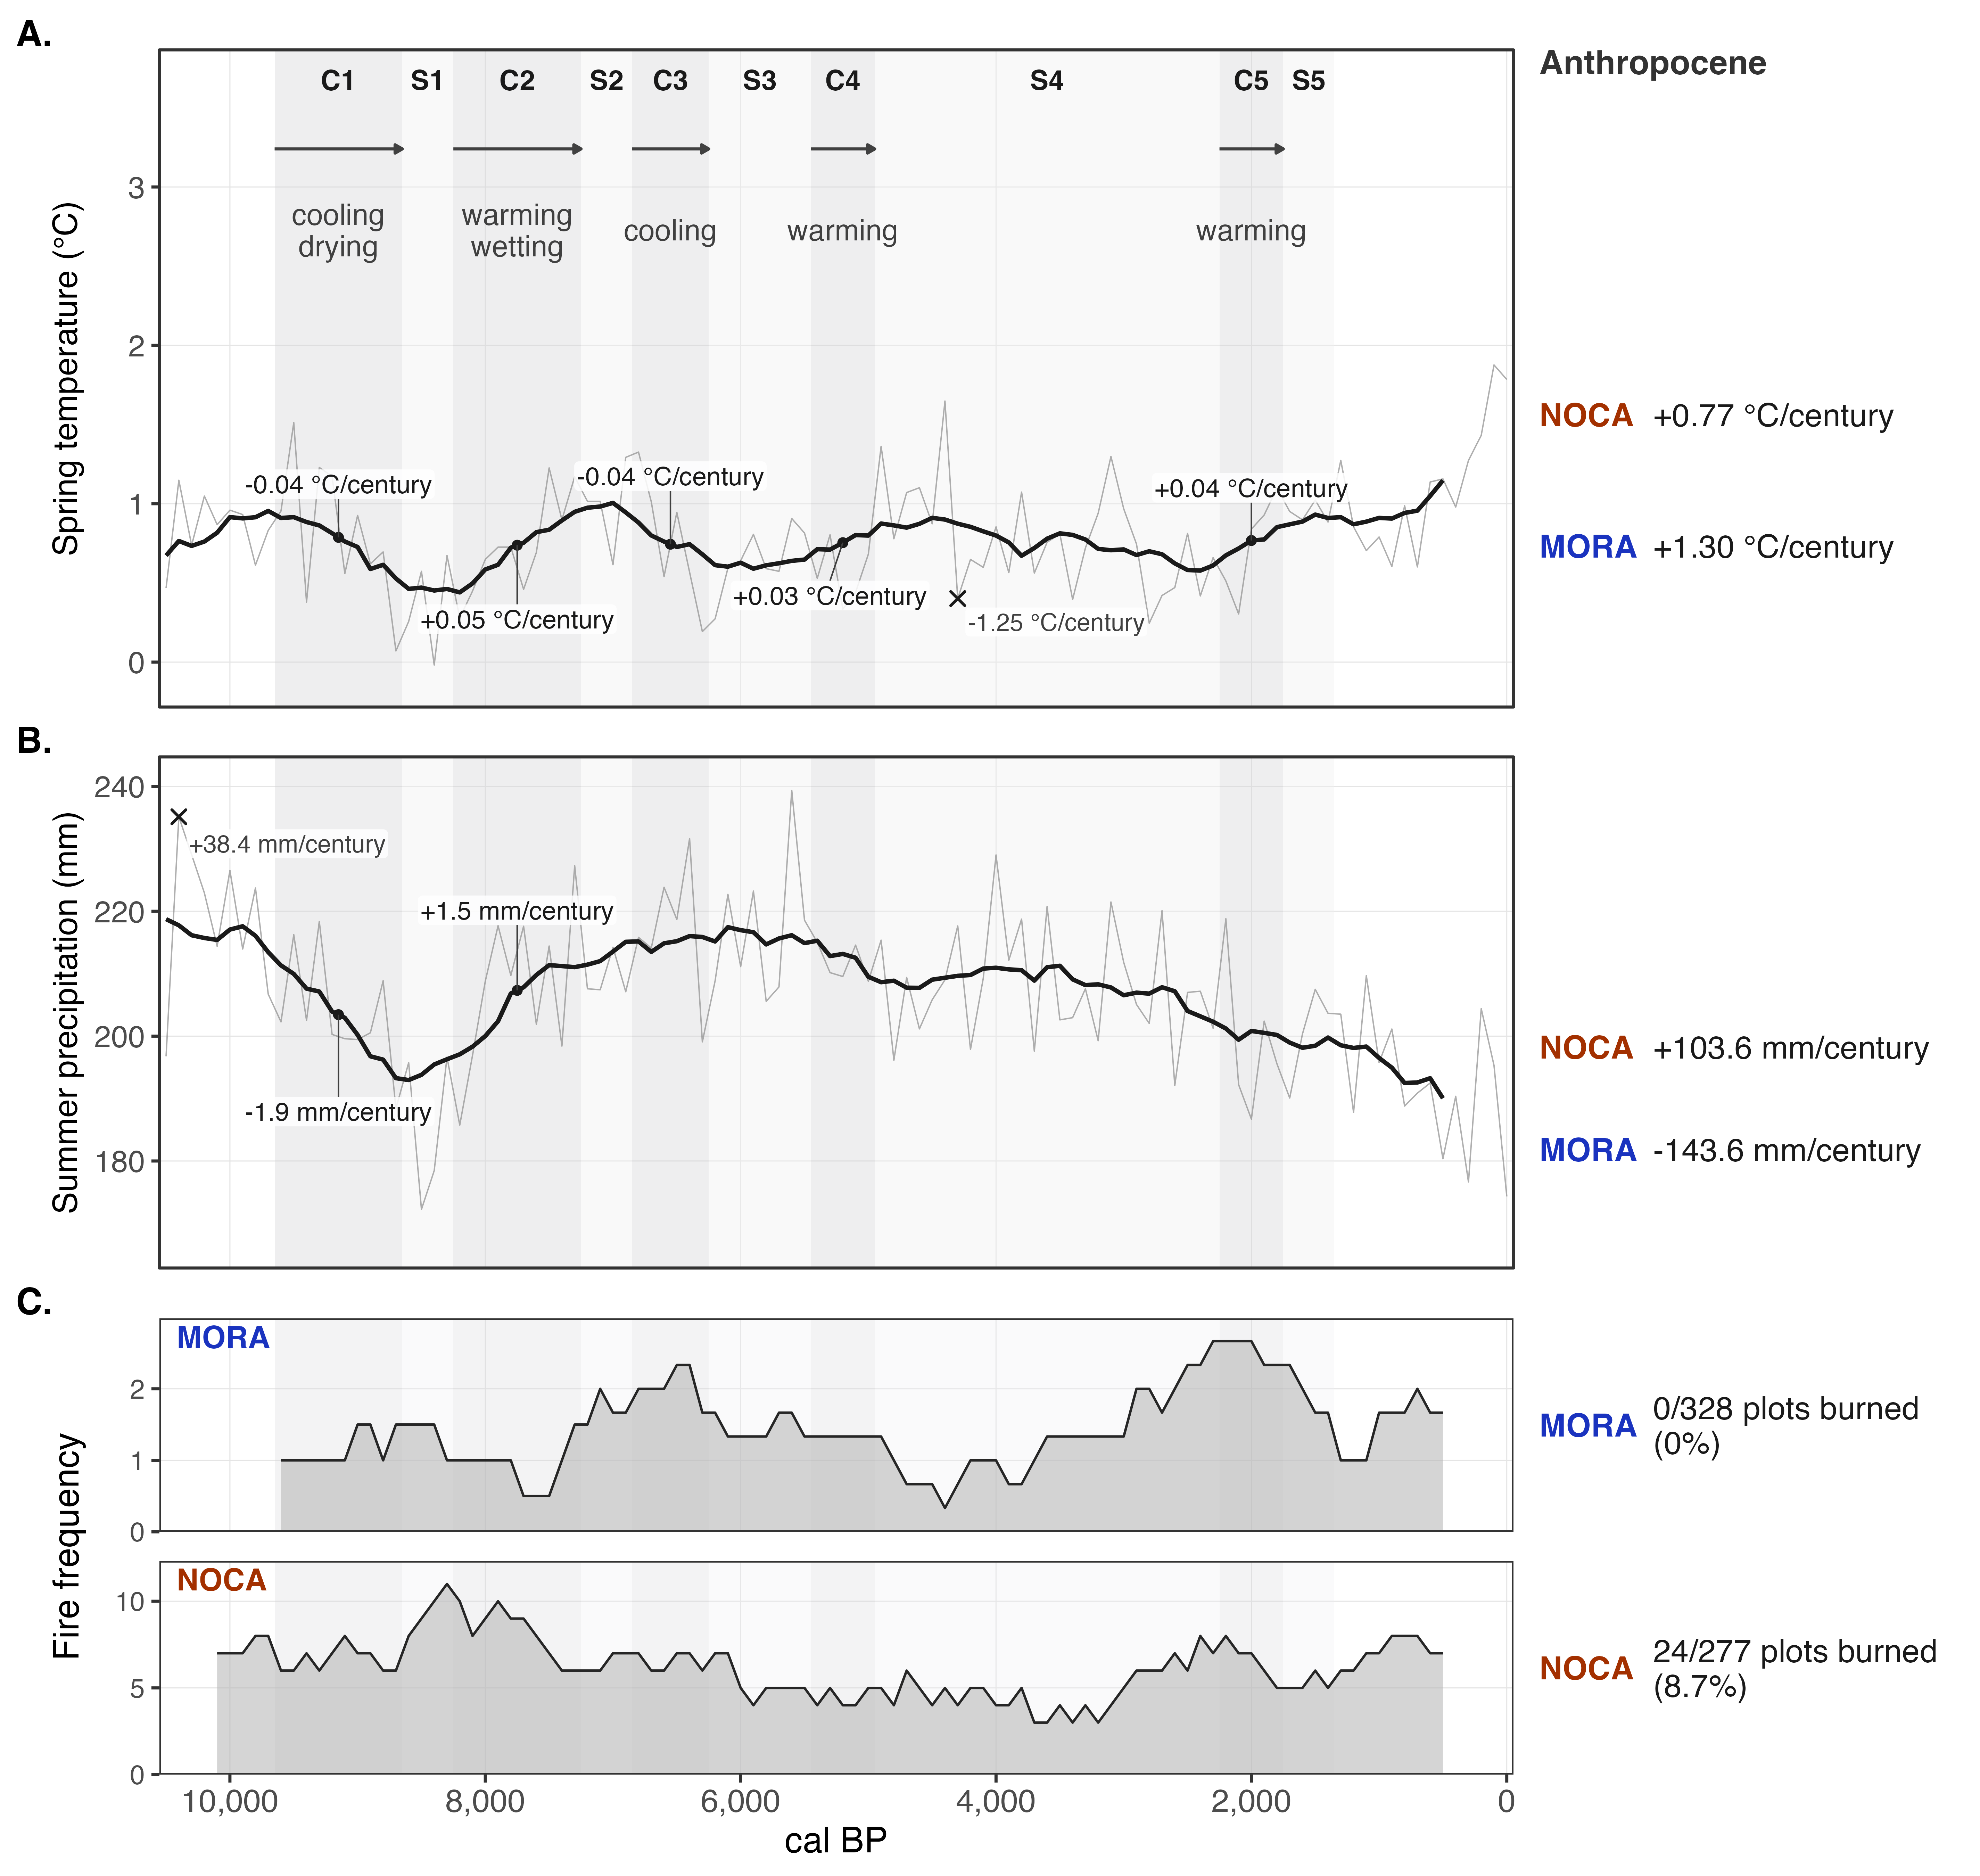 A.
C1 S1 C2 S2 C3 S3 C4 S4 C5 S5
Anthropocene
cooling
drying
warming
wetting
cooling
warming
warming
Spring temperature (°C)
3
2
1
0
-0.04 °C/century
+0.05 °C/century
-0.04 °C/century
+0.03 °C/century
-1.25 °C/century
+0.04 °C/century
NOCA +0.77 °C/century
MORA +1.30 °C/century
B.
Summer precipitation (mm)
240
220
200
180
+38.4 mm/century
+1.5 mm/century
-1.9 mm/century
NOCA +103.6 mm/century
MORA -143.6 mm/century
C.
Fire frequency
MORA
2
1
0
MORA 0/328 plots burned
(0%)
NOCA
10
5
0
NOCA 24/277 plots burned
(8.7%)
10,000 8,000 6,000 4,000 2,000 0
cal BP